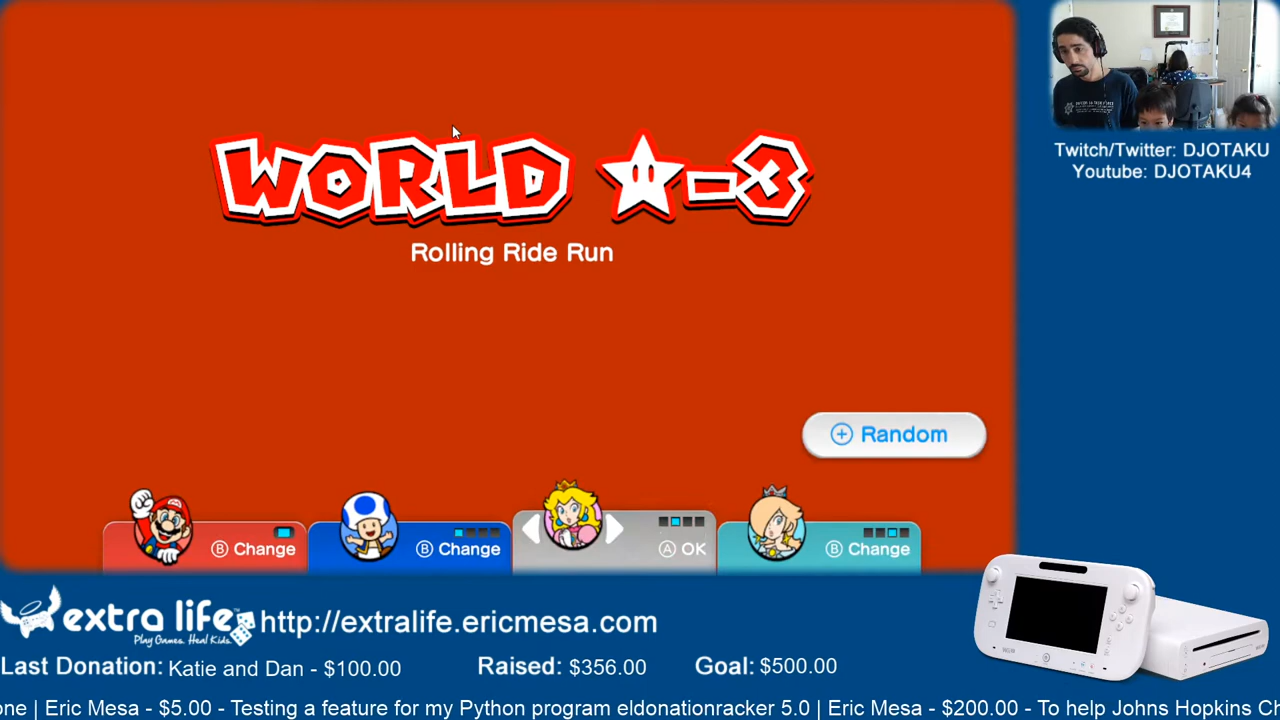 WORLD ★-3
Rolling Ride Run
Random
B Change
B Change
A OK
B Change
Twitch/Twitter: DJOTAKU
Youtube: DJOTAKU4
extra life
Play Games. Heal Kids.
http://extralife.ericmesa.com
Last Donation: Katie and Dan - $100.00 Raised: $356.00 Goal: $500.00
one | Eric Mesa - $5.00 - Testing a feature for my Python program eldonationracker 5.0 | Eric Mesa - $200.00 - To help Johns Hopkins Ch